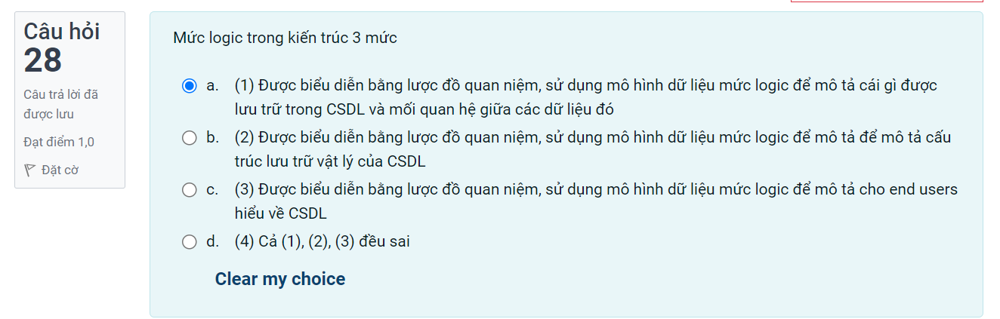 Câu hỏi
28
Câu trả lời đã
được lưu
Đạt điểm 1,0
Đặt cờ
Mức logic trong kiến trúc 3 mức
a. (1) Được biểu diễn bằng lược đồ quan niệm, sử dụng mô hình dữ liệu mức logic để mô tả cái gì được
lưu trữ trong CSDL và mối quan hệ giữa các dữ liệu đó
b. (2) Được biểu diễn bằng lược đồ quan niệm, sử dụng mô hình dữ liệu mức logic để mô tả để mô tả cấu
trúc lưu trữ vật lý của CSDL
c. (3) Được biểu diễn bằng lược đồ quan niệm, sử dụng mô hình dữ liệu mức logic để mô tả cho end users
hiểu về CSDL
d. (4) Cả (1), (2), (3) đều sai
Clear my choice